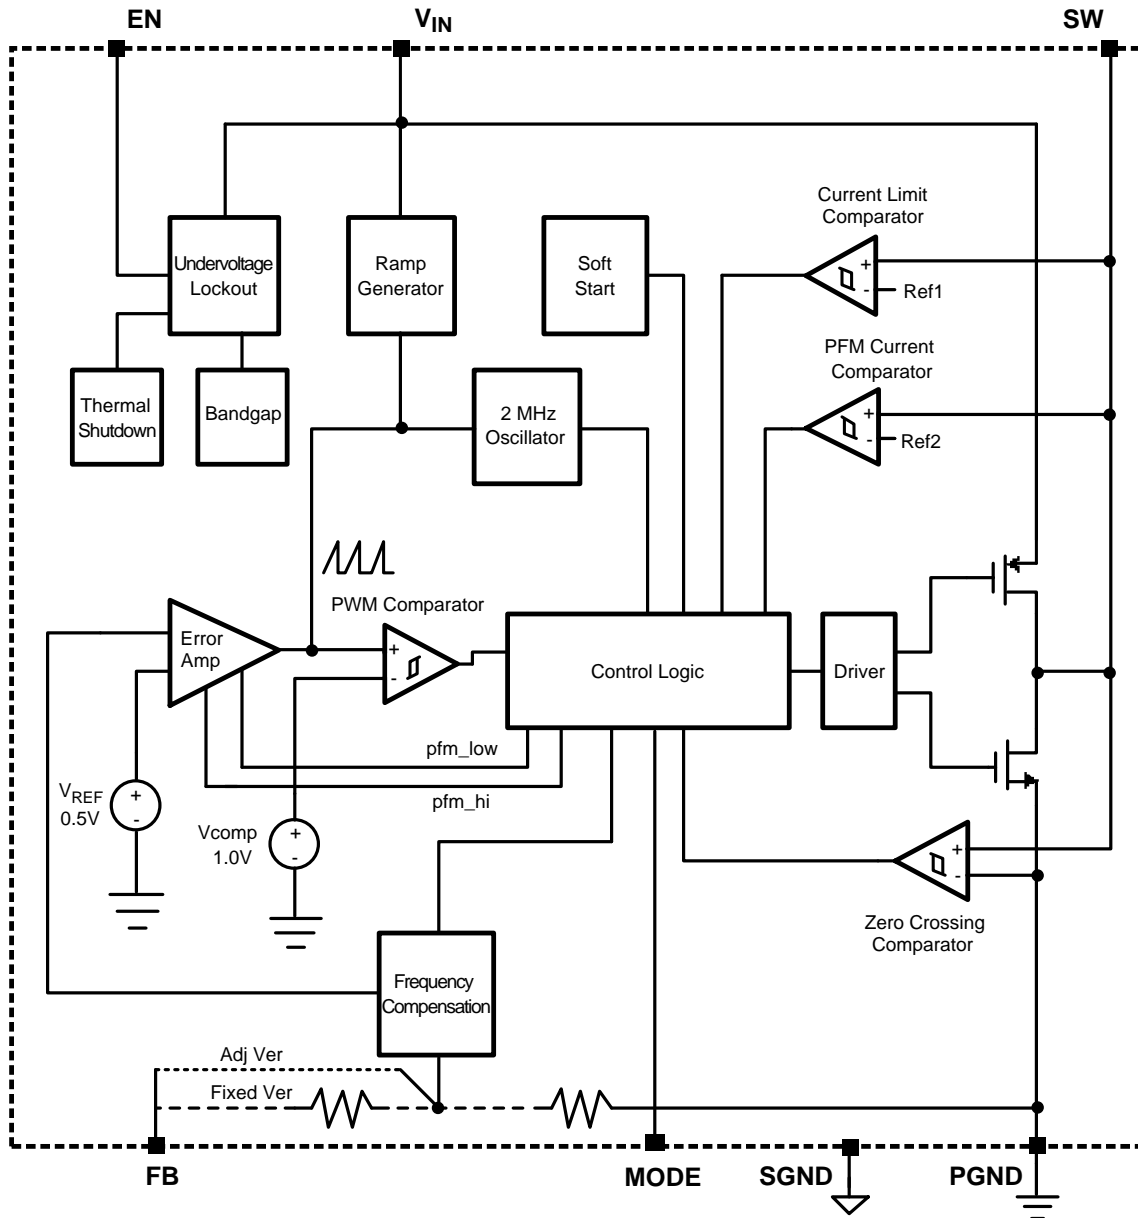 EN
VIN
SW
Current Limit
Comparator
Undervoltage
Lockout
Ramp
Generator
Soft
Start
+
-
Ref1
PFM Current
Comparator
Thermal
Shutdown
Bandgap
2 MHz
Oscillator
+
-
Ref2
PWM Comparator
Error
Amp
+
-
Control Logic
Driver
pfm_low
pfm_hi
VREF
0.5V
+
-
Vcomp
1.0V
+
-
+
-
Zero Crossing
Comparator
Frequency
Compensation
Adj Ver
Fixed Ver
FB
MODE
SGND
PGND